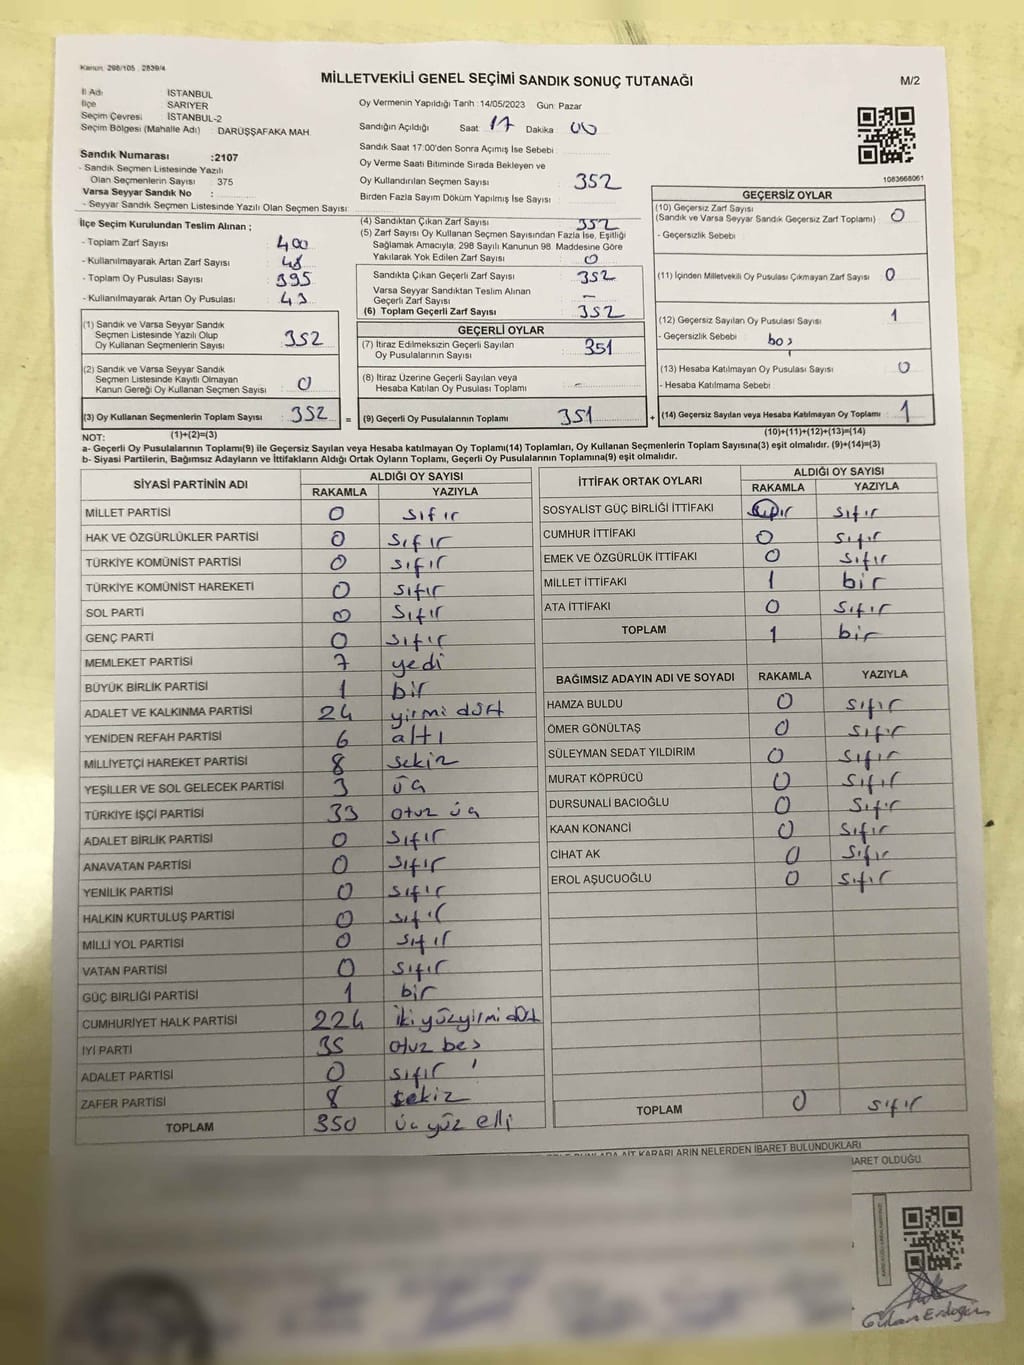 Kanun: 298/105 , 2839/4
MİLLETVEKİLİ GENEL SEÇİMİ SANDIK SONUÇ TUTANAĞI
M/2
İl Adı : İSTANBUL
İlçe : SARIYER
Seçim Çevresi : İSTANBUL-2
Seçim Bölgesi (Mahalle Adı) : DARÜŞŞAFAKA MAH.
Sandık Numarası :2107
- Sandık Seçmen Listesinde Yazılı
Olan Seçmenlerin Sayısı : 375
Varsa Seyyar Sandık No :
- Seyyar Sandık Seçmen Listesinde Yazılı Olan Seçmen Sayısı:
Oy Vermenin Yapıldığı Tarih :14/05/2023 Gün: Pazar
Sandığın Açıldığı Saat: 17 Dakika 00
Sandık Saat 17:00'den Sonra Açımış İse Sebebi :
Oy Verme Saati Bitiminde Sırada Bekleyen ve
Oy Kullandırılan Seçmen Sayısı : 352
Birden Fazla Sayım Döküm Yapılmış İse Sayısı :
1083668061
İlçe Seçim Kurulundan Teslim Alınan ;
- Toplam Zarf Sayısı : 400
- Kullanılmayarak Artan Zarf Sayısı : 48
- Toplam Oy Pusulası Sayısı : 395
- Kullanılmayarak Artan Oy Pusulası : 43
(4) Sandıktan Çıkan Zarf Sayısı : 352
(5) Zarf Sayısı Oy Kullanan Seçmen Sayısından Fazla İse, Eşitliği
Sağlamak Amacıyla; 298 Sayılı Kanunun 98. Maddesine Göre
Yakılarak Yok Edilen Zarf Sayısı : 0
Sandıkta Çıkan Geçerli Zarf Sayısı : 352
Varsa Seyyar Sandıktan Teslim Alınan
Geçerli Zarf Sayısı : -
(6) Toplam Geçerli Zarf Sayısı : 352
GEÇERSİZ OYLAR
(10) Geçersiz Zarf Sayısı
(Sandık ve Varsa Seyyar Sandık Geçersiz Zarf Toplamı) : 0
- Geçersizlik Sebebi :
(11) İçinden Milletvekili Oy Pusulası Çıkmayan Zarf Sayısı : 0
(12) Geçersiz Sayılan Oy Pusulası Sayısı : 1
- Geçersizlik Sebebi : boş
(13) Hesaba Katılmayan Oy Pusulası Sayısı : 0
- Hesaba Katılmama Sebebi :
(14) Geçersiz Sayılan veya Hesaba Katılmayan Oy Toplamı : 1
(10)+(11)+(12)+(13)=(14)
(1) Sandık ve Varsa Seyyar Sandık
Seçmen Listesinde Yazılı Olup
Oy Kullanan Seçmenlerin Sayısı : 352
(2) Sandık ve Varsa Seyyar Sandık
Seçmen Listesinde Kayıtlı Olmayan
Kanun Gereği Oy Kullanan Seçmen Sayısı : 0
(3) Oy Kullanan Seçmenlerin Toplam Sayısı : 352 =
(1)+(2)=(3)
GEÇERLİ OYLAR
(7) İtiraz Edilmeksizin Geçerli Sayılan
Oy Pusulalarının Sayısı : 351
(8) İtiraz Üzerine Geçerli Sayılan veya
Hesaba Katılan Oy Pusulası Toplamı : -
(9) Geçerli Oy Pusulalarının Toplamı : 351 +
NOT:
a- Geçerli Oy Pusulalarının Toplamı(9) ile Geçersiz Sayılan veya Hesaba katılmayan Oy Toplamı(14) Toplamları, Oy Kullanan Seçmenlerin Toplam Sayısına(3) eşit olmalıdır. (9)+(14)=(3)
b- Siyasi Partilerin, Bağımsız Adayların ve İttifakların Aldığı Ortak Oyların Toplamı, Geçerli Oy Pusulalarının Toplamına(9) eşit olmalıdır.
SİYASİ PARTİNİN ADI ALDIĞI OY SAYISI
RAKAMLA YAZIYLA
MİLLET PARTİSİ 0 sıfır
HAK VE ÖZGÜRLÜKLER PARTİSİ 0 sıfır
TÜRKİYE KOMÜNİST PARTİSİ 0 sıfır
TÜRKİYE KOMÜNİST HAREKETİ 0 sıfır
SOL PARTİ 0 sıfır
GENÇ PARTİ 0 sıfır
MEMLEKET PARTİSİ 7 yedi
BÜYÜK BİRLİK PARTİSİ 1 bir
ADALET VE KALKINMA PARTİSİ 24 yirmi dört
YENİDEN REFAH PARTİSİ 6 altı
MİLLİYETÇİ HAREKET PARTİSİ 8 sekiz
YEŞİLLER VE SOL GELECEK PARTİSİ 3 üç
TÜRKİYE İŞÇİ PARTİSİ 33 otuz üç
ADALET BİRLİK PARTİSİ 0 sıfır
ANAVATAN PARTİSİ 0 sıfır
YENİLİK PARTİSİ 0 sıfır
HALKIN KURTULUŞ PARTİSİ 0 sıfır
MİLLİ YOL PARTİSİ 0 sıfır
VATAN PARTİSİ 0 sıfır
GÜÇ BİRLİĞİ PARTİSİ 1 bir
CUMHURİYET HALK PARTİSİ 224 iki yüzyirmi dört
İYİ PARTİ 35 otuz beş
ADALET PARTİSİ 0 sıfır
ZAFER PARTİSİ 8 sekiz
TOPLAM 350 üç yüz elli
İTTİFAK ORTAK OYLARI ALDIĞI OY SAYISI
RAKAMLA YAZIYLA
SOSYALİST GÜÇ BİRLİĞİ İTTİFAKI sıfır sıfır
CUMHUR İTTİFAKI 0 sıfır
EMEK VE ÖZGÜRLÜK İTTİFAKI 0 sıfır
MİLLET İTTİFAKI 1 bir
ATA İTTİFAKI 0 sıfır
TOPLAM 1 bir
BAĞIMSIZ ADAYIN ADI VE SOYADI RAKAMLA YAZIYLA
HAMZA BULDU 0 sıfır
ÖMER GÖNÜLTAŞ 0 sıfır
SÜLEYMAN SEDAT YILDIRIM 0 sıfır
MURAT KÖPRÜCÜ 0 sıfır
DURSUNALİ BACIOĞLU 0 sıfır
KAAN KONANCİ 0 sıfır
CİHAT AK 0 sıfır
EROL AŞUCUOĞLU 0 sıfır
TOPLAM 0 sıfır
AİT KARARLARIN NELERDEN İBARET BULUNDUKLARI
İBARET OLDUĞU